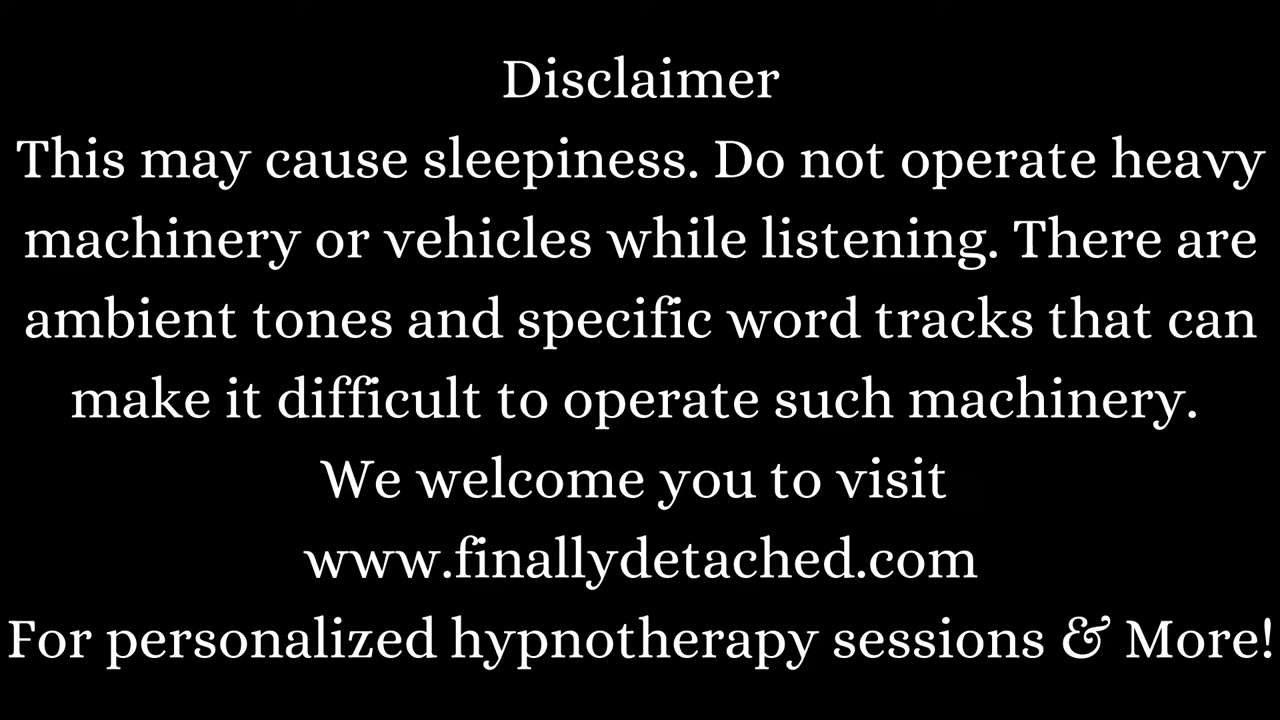 Disclaimer
This may cause sleepiness. Do not operate heavy
machinery or vehicles while listening. There are
ambient tones and specific word tracks that can
make it difficult to operate such machinery.
We welcome you to visit
www.finallydetached.com
For personalized hypnotherapy sessions & More!